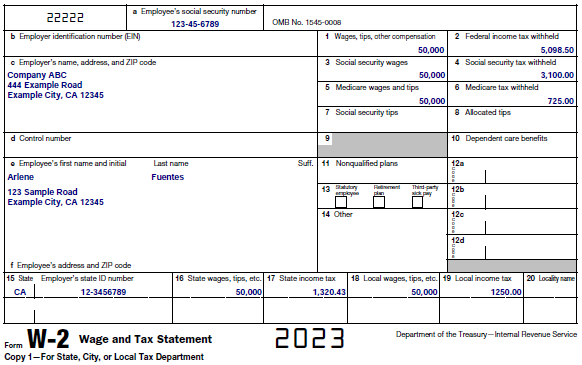 22222
a Employee's social security number
123-45-6789
OMB No. 1545-0008
b Employer identification number (EIN)
1 Wages, tips, other compensation
50,000
2 Federal income tax withheld
5,098.50
c Employer's name, address, and ZIP code
Company ABC
444 Example Road
Example City, CA 12345
3 Social security wages
50,000
4 Social security tax withheld
3,100.00
5 Medicare wages and tips
50,000
6 Medicare tax withheld
725.00
7 Social security tips
8 Allocated tips
d Control number
9
10 Dependent care benefits
e Employee's first name and initial
Last name
Suff.
Arlene
Fuentes
123 Sample Road
Example City, CA 12345
11 Nonqualified plans
12a
Code
13 Statutory employee
Retirement plan
Third-party sick pay
12b
Code
14 Other
12c
Code
12d
Code
f Employee's address and ZIP code
15 State Employer's state ID number
16 State wages, tips, etc.
17 State income tax
18 Local wages, tips, etc.
19 Local income tax
20 Locality name
CA 12-3456789 50,000 1,320.43 50,000 1250.00
Form W-2 Wage and Tax Statement
2023
Department of the Treasury—Internal Revenue Service
Copy 1—For State, City, or Local Tax Department